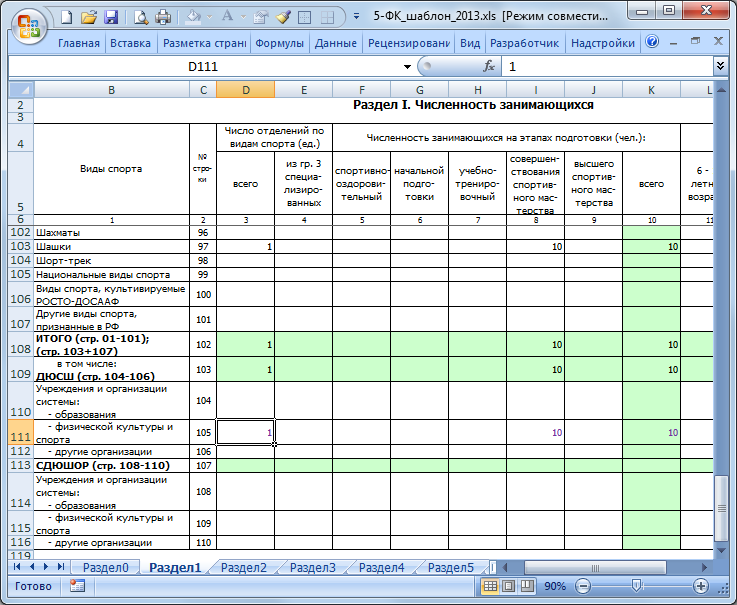 5-ФК_шаблон_2013.xls [Режим совмести...
Главная Вставка Разметка страні Формулы Данные Рецензировані Вид Разработчик Надстройки
D111 fx 1
B C D E F G H I J K L
2 Раздел I. Численность занимающихся
3
4 Число отделений по видам спорта (ед.) Численность занимающихся на этапах подготовки (чел.):
5 Виды спорта № стро- ки всего из гр. 3 специа- лизиро- ванных спортивно- оздорови- тельный начальной подго- товки учебно- трениро- вочный совершен- ствования спортив- ного мас- терства высшего спортив- ного мас- терства всего 6 - летн возра
6 1 2 3 4 5 6 7 8 9 10 11
102 Шахматы 96
103 Шашки 97 1 10 10
104 Шорт-трек 98
105 Национальные виды спорта 99
106 Виды спорта, культивируемые РОСТО-ДОСААФ 100
107 Другие виды спорта, признанные в РФ 101
108 ИТОГО (стр. 01-101); (стр. 103+107) 102 1 10 10
109 в том числе: ДЮСШ (стр. 104-106) 103 1 10 10
110 Учреждения и организации системы: - образования 104
111 - физической культуры и спорта 105 1 10 10
112 - другие организации 106
113 СДЮШОР (стр. 108-110) 107
114 Учреждения и организации системы: - образования 108
115 - физической культуры и спорта 109
116 - другие организации 110
119
Раздел0 Раздел1 Раздел2 Раздел3 Раздел4 Раздел5
Готово 90%